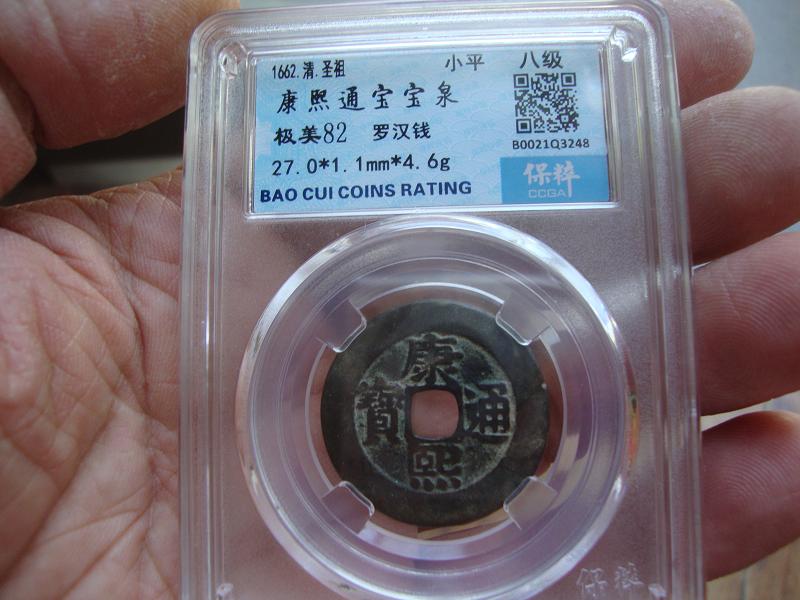 1662.清.圣祖 小平 八级
康熙通宝宝泉
极美82 罗汉钱
B0021Q3248
27.0*1.1mm*4.6g
保粹
CCGA
BAO CUI COINS RATING
康
寶 通
熙
保粹